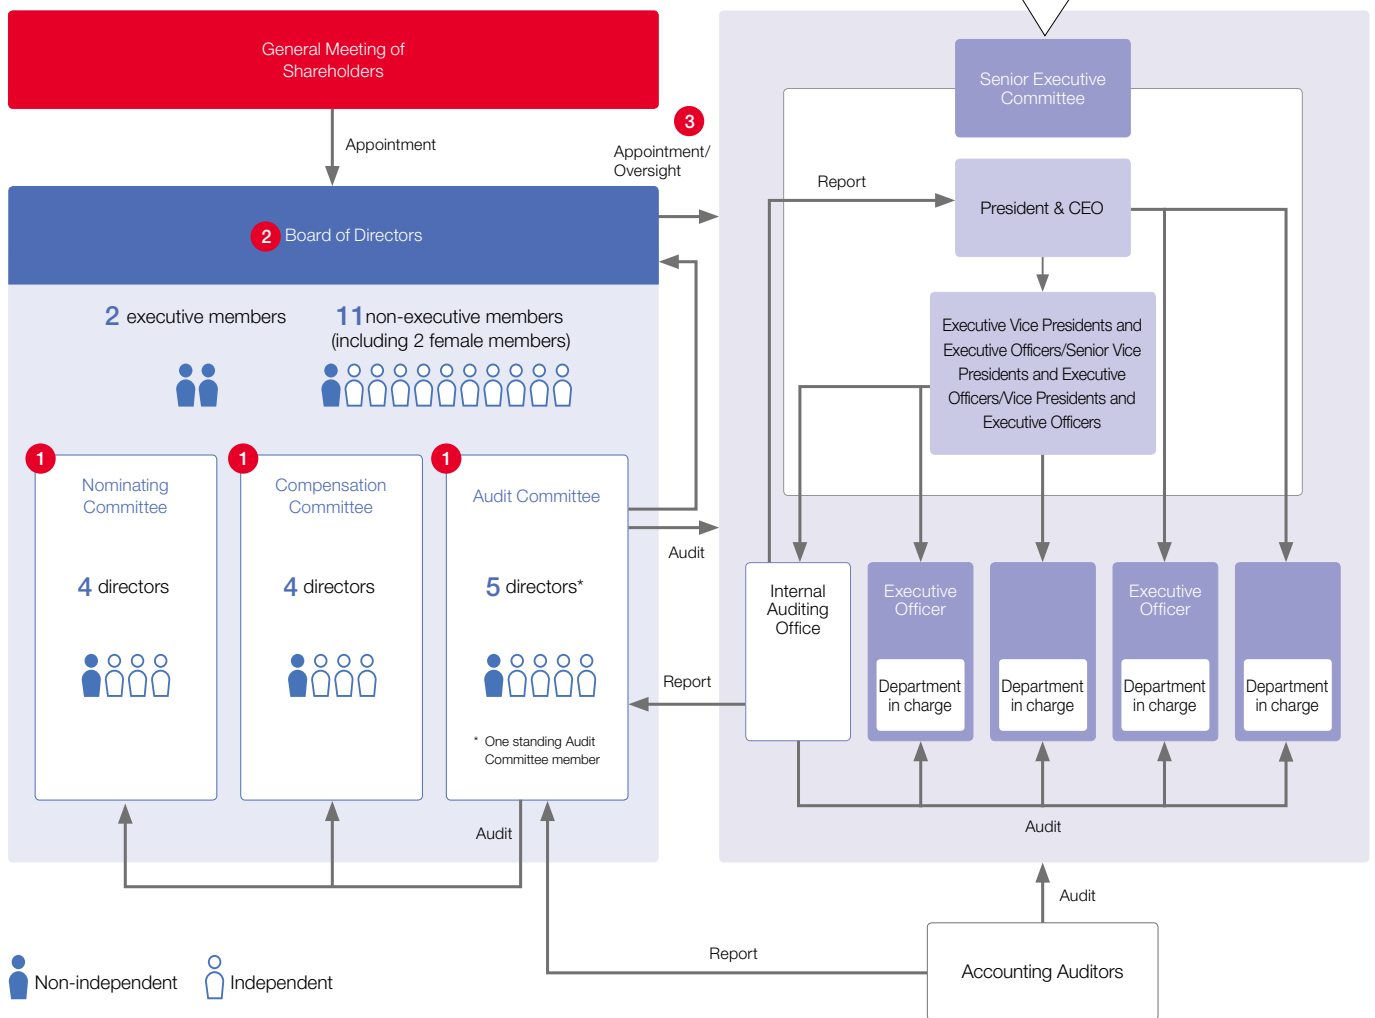 General Meeting of
Shareholders
Appointment
3
Appointment/
Oversight
2 Board of Directors
2 executive members
11 non-executive members
(including 2 female members)
1
Nominating
Committee
4 directors
1
Compensation
Committee
4 directors
1
Audit Committee
5 directors*
* One standing Audit
Committee member
Audit
Audit
Report
Senior Executive
Committee
Report
President & CEO
Executive Vice Presidents and
Executive Officers/Senior Vice
Presidents and Executive
Officers/Vice Presidents and
Executive Officers
Internal
Auditing
Office
Executive
Officer
Department
in charge
Department
in charge
Executive
Officer
Department
in charge
Department
in charge
Audit
Audit
Report
Accounting Auditors
Non-independent
Independent